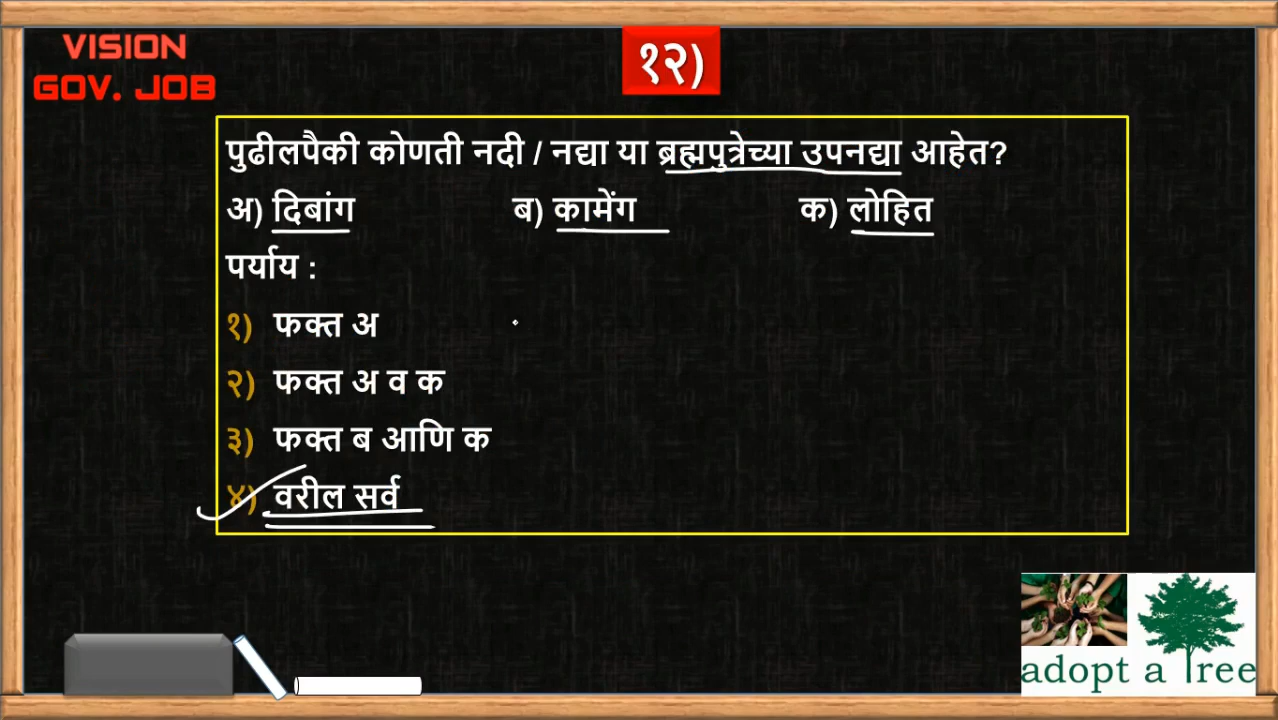 VISION
GOV. JOB
१२)
पुढीलपैकी कोणती नदी / नद्या या ब्रह्मपुत्रेच्या उपनद्या आहेत?
अ) दिबांग ब) कामेंग क) लोहित
पर्याय :
१) फक्त अ
२) फक्त अ व क
३) फक्त ब आणि क
४) वरील सर्व
adopt a Tree